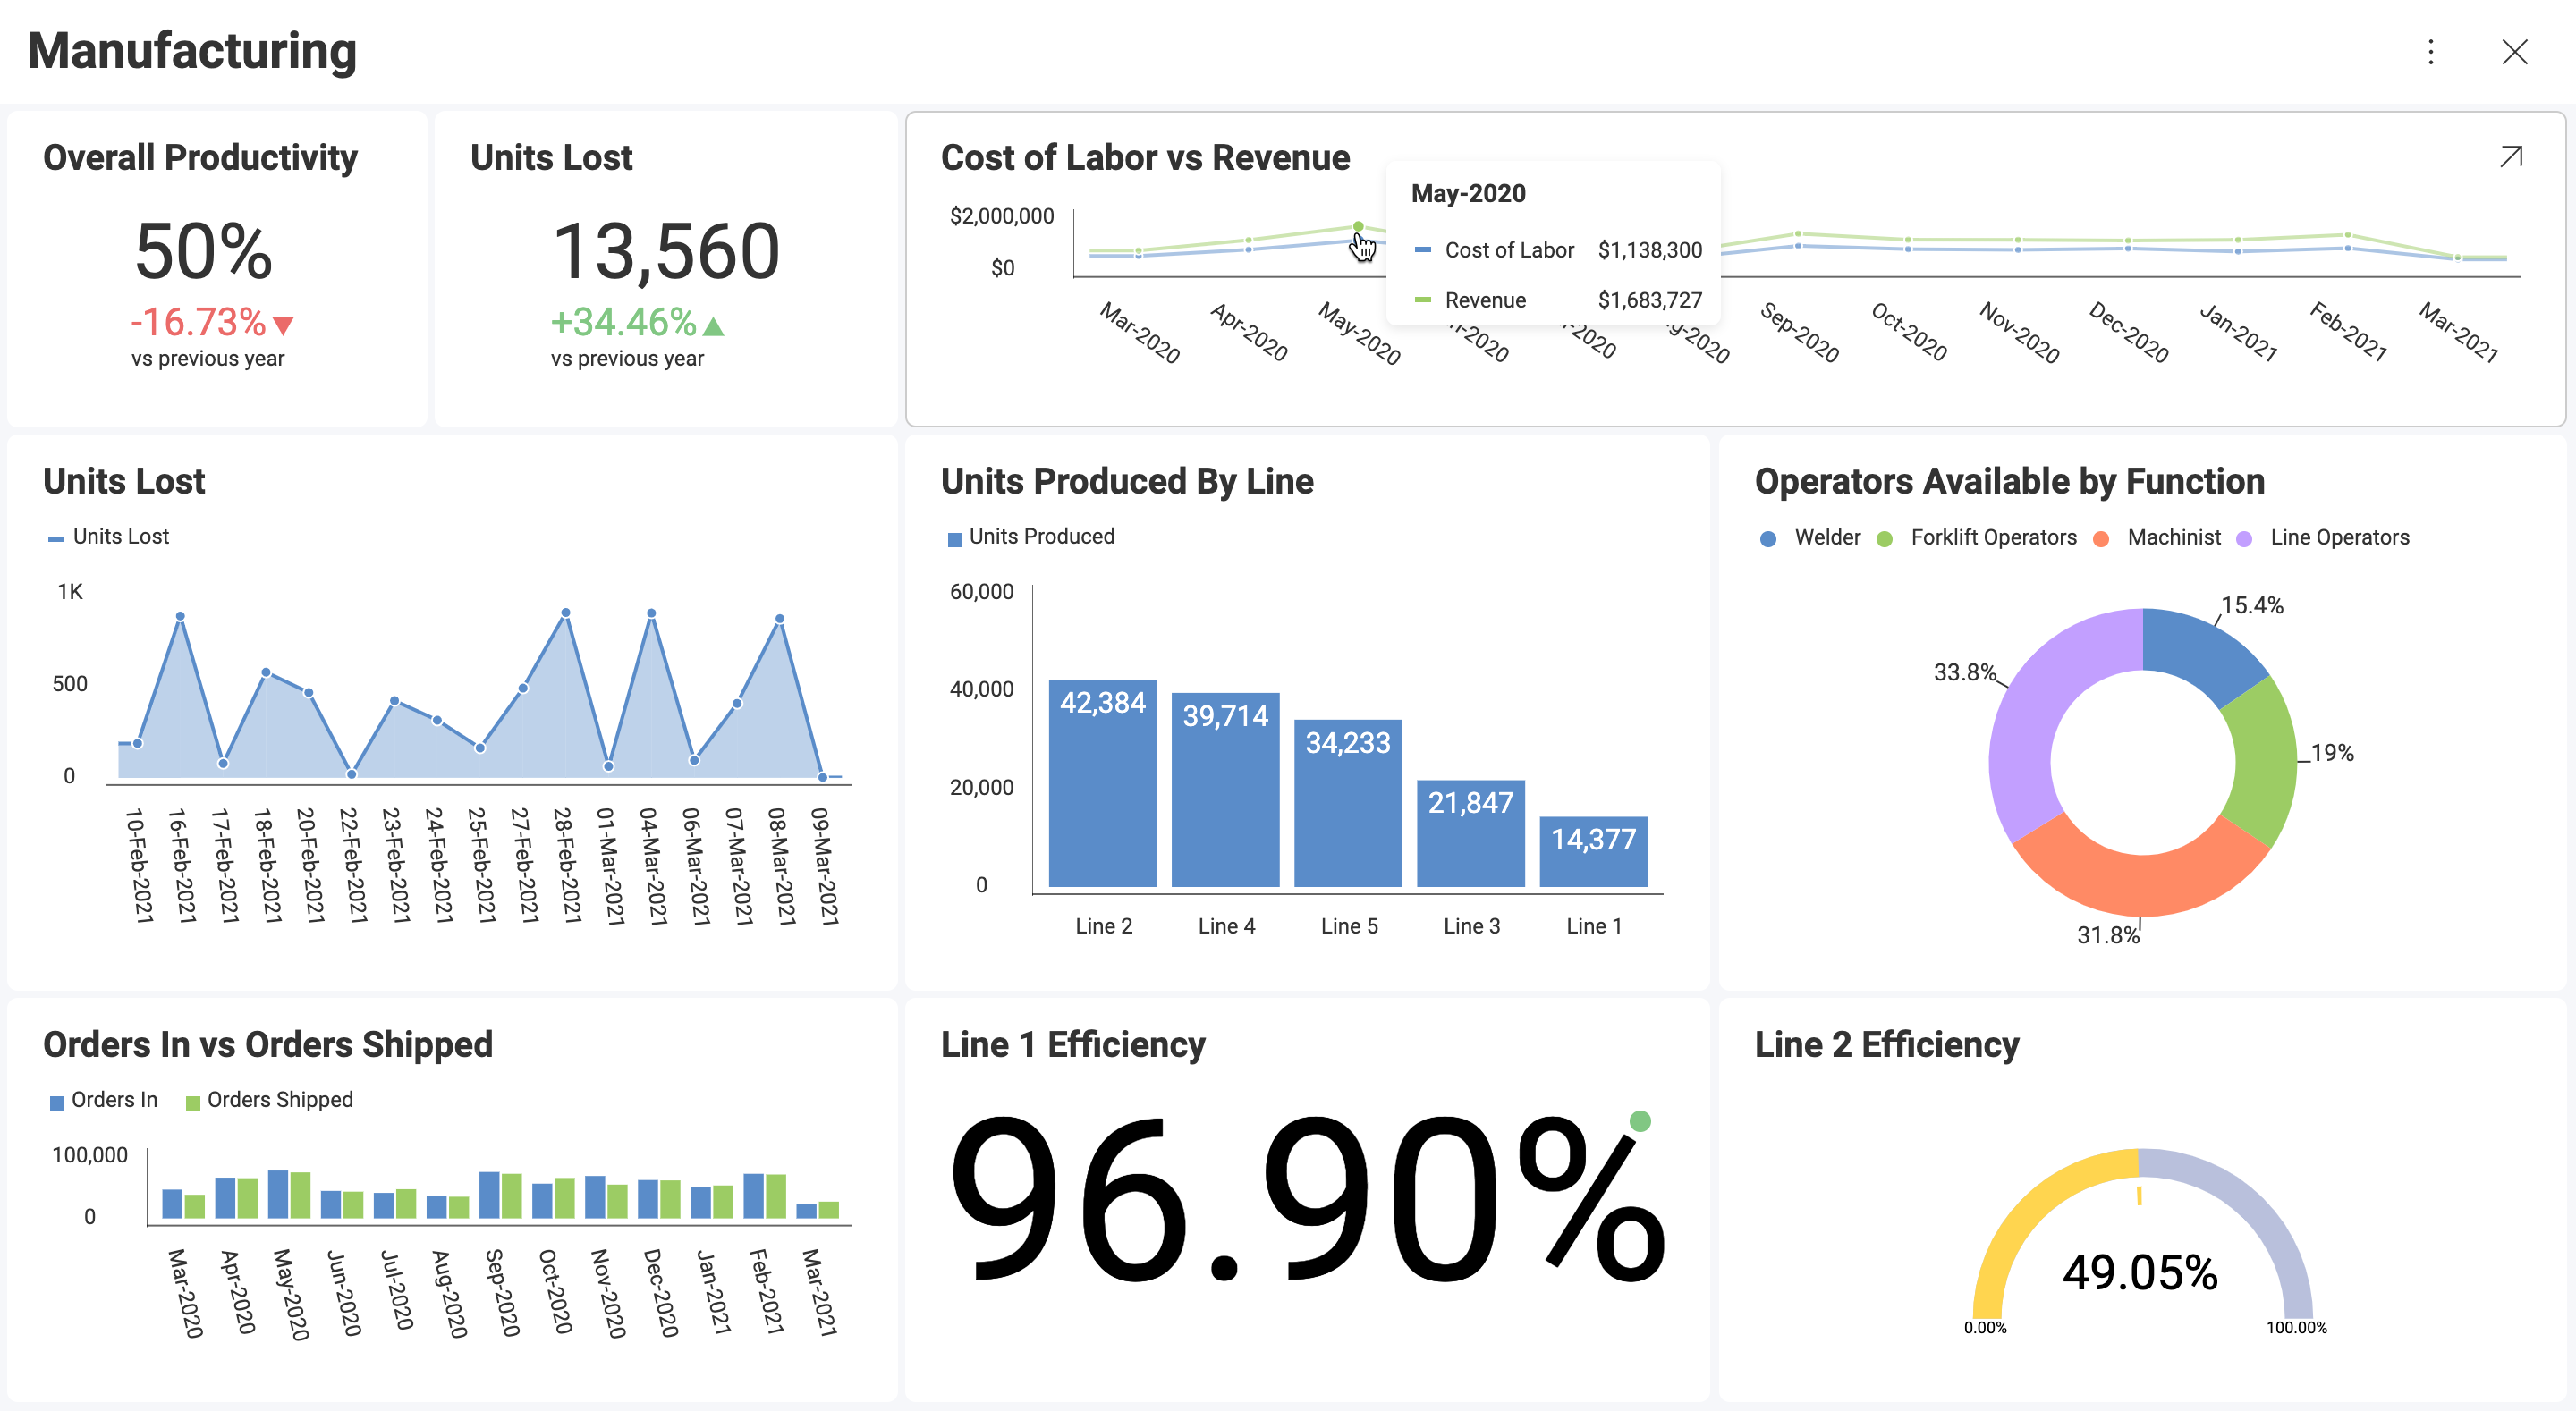 Manufacturing
Overall Productivity
50%
-16.73%
vs previous year
Units Lost
13,560
+34.46%
vs previous year
Cost of Labor vs Revenue
$2,000,000
$0
May-2020
Cost of Labor $1,138,300
Revenue $1,683,727
Mar-2020
Apr-2020
May-2020
-2020
-2020
-2020
Sep-2020
Oct-2020
Nov-2020
Dec-2020
Jan-2021
Feb-2021
Mar-2021
Units Lost
Units Lost
1K
500
0
10-Feb-2021
16-Feb-2021
17-Feb-2021
18-Feb-2021
20-Feb-2021
22-Feb-2021
23-Feb-2021
24-Feb-2021
25-Feb-2021
27-Feb-2021
28-Feb-2021
01-Mar-2021
04-Mar-2021
06-Mar-2021
07-Mar-2021
08-Mar-2021
09-Mar-2021
Units Produced By Line
Units Produced
60,000
40,000
20,000
0
42,384
39,714
34,233
21,847
14,377
Line 2
Line 4
Line 5
Line 3
Line 1
Operators Available by Function
Welder Forklift Operators Machinist Line Operators
15.4%
33.8%
19%
31.8%
Orders In vs Orders Shipped
Orders In Orders Shipped
100,000
0
Mar-2020
Apr-2020
May-2020
Jun-2020
Jul-2020
Aug-2020
Sep-2020
Oct-2020
Nov-2020
Dec-2020
Jan-2021
Feb-2021
Mar-2021
Line 1 Efficiency
96.90%
Line 2 Efficiency
49.05%
0.00%
100.00%